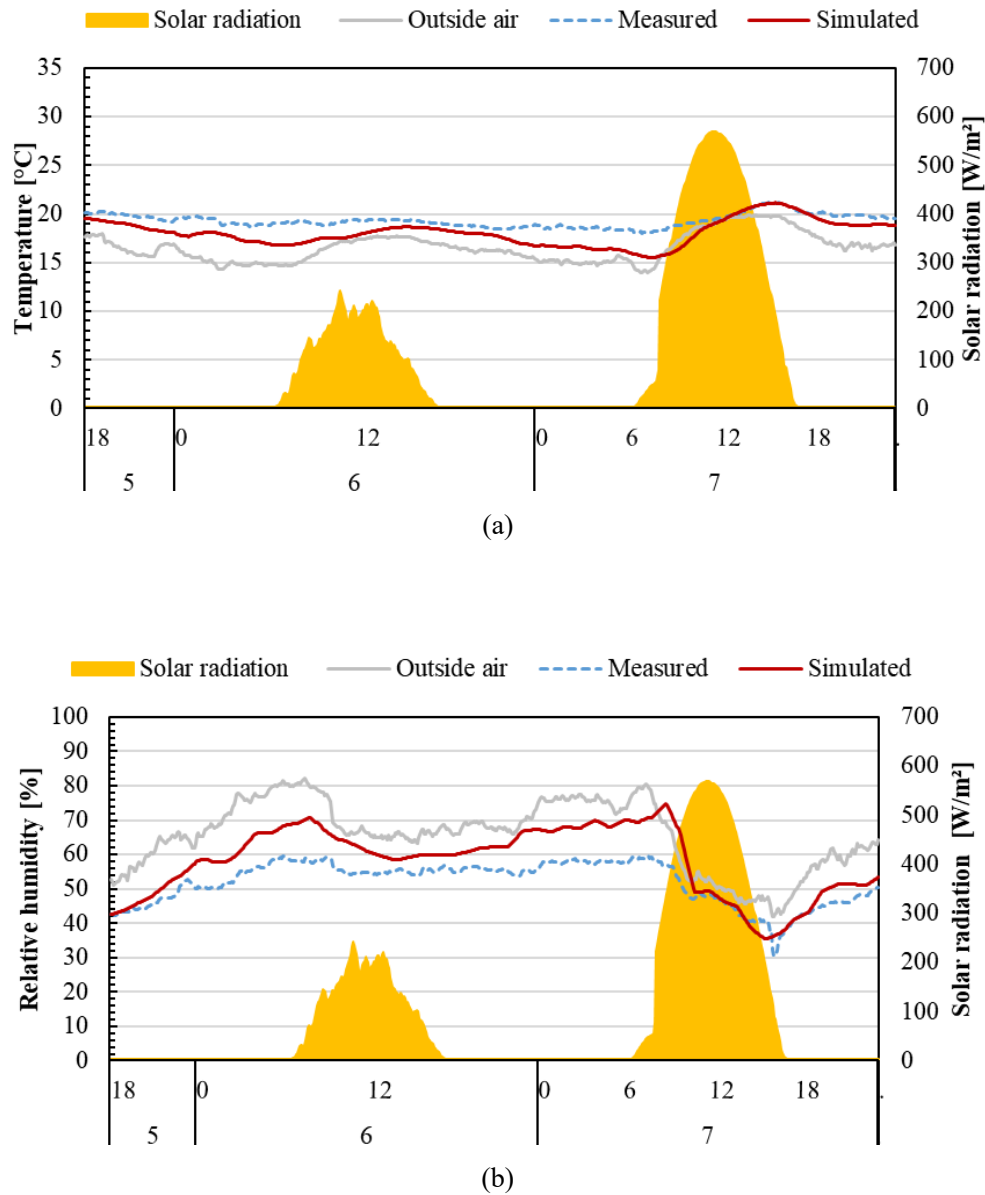 Solar radiation Outside air Measured Simulated
35 700
30 600
25 500
20 400
15 300
10 200
5 100
0 0
Temperature [°C]
Solar radiation [W/m²]
18 0 12 0 6 12 18 .
5 6 7
(a)
Solar radiation Outside air Measured Simulated
100 700
90
80 600
70 500
60
50 400
40 300
30
20 200
10 100
0 0
Relative humidity [%]
Solar radiation [W/m²]
18 0 12 0 6 12 18 .
5 6 7
(b)